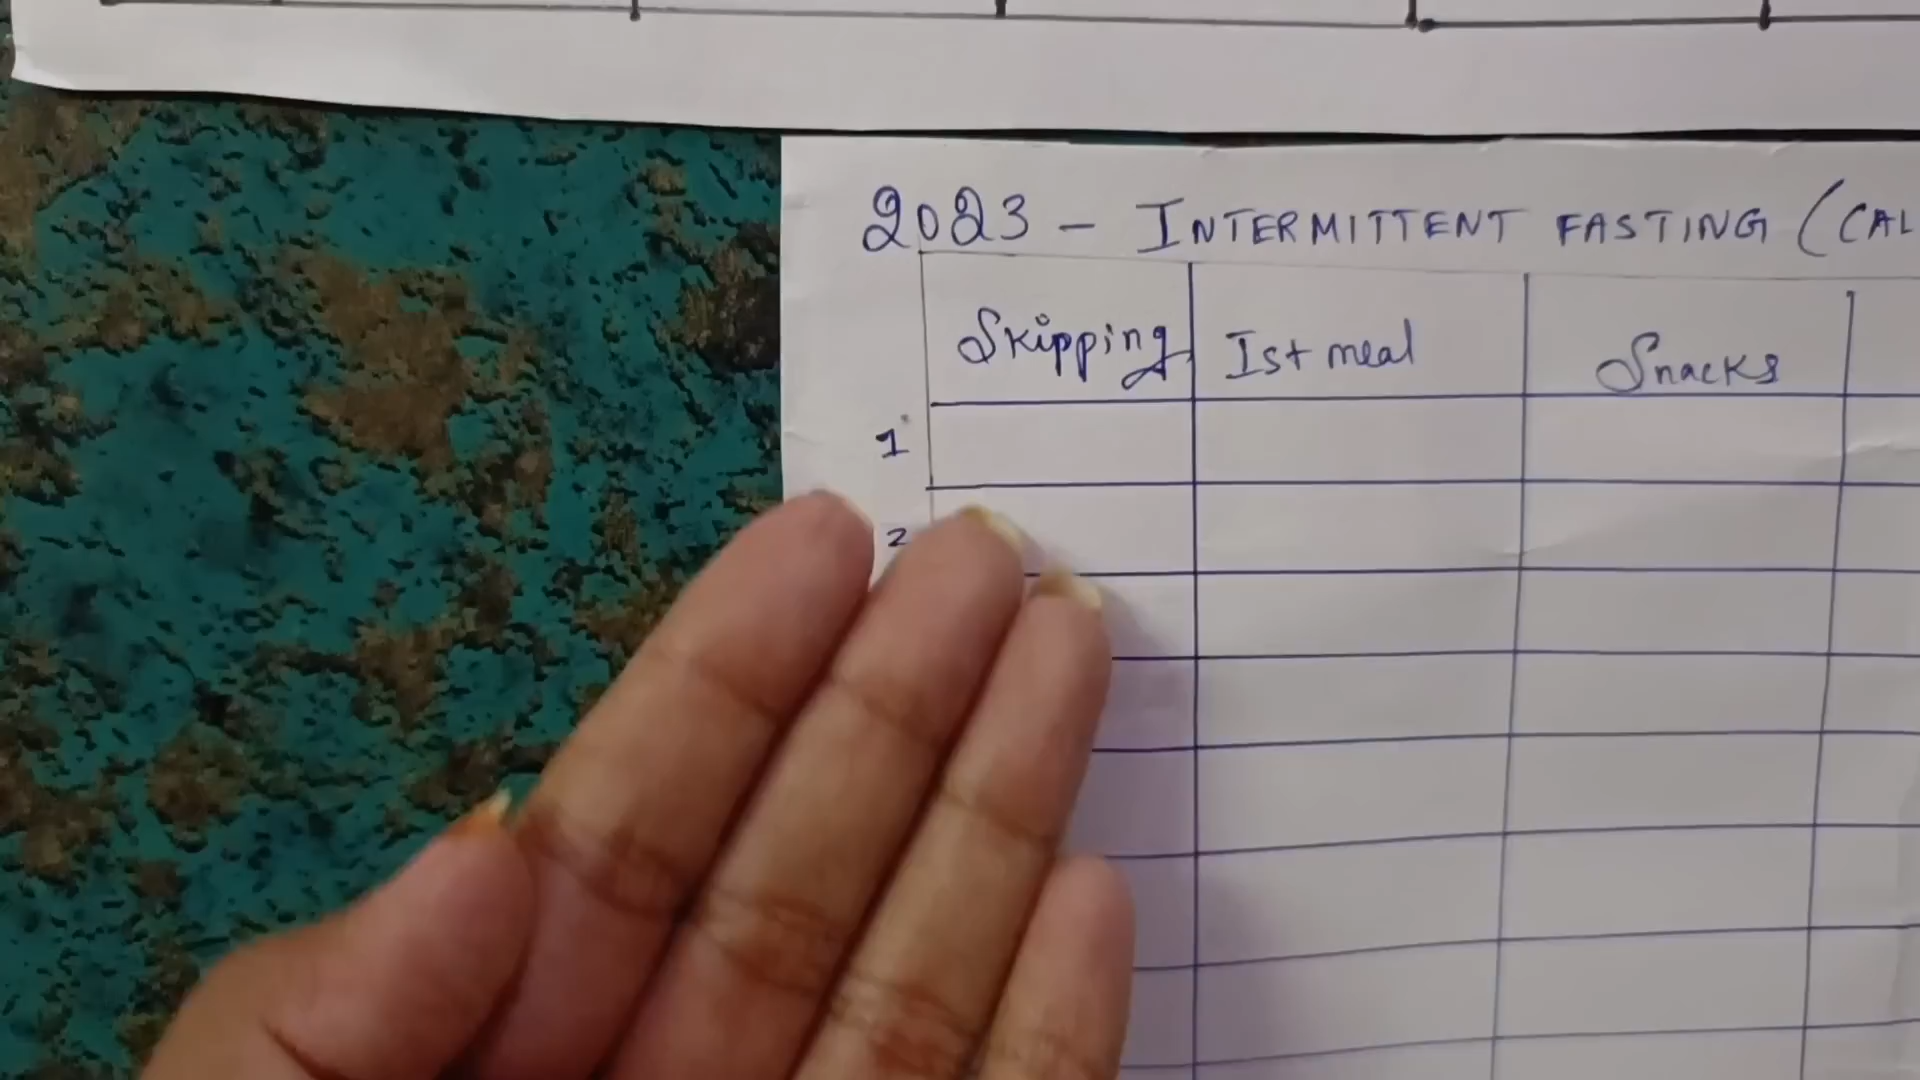 2023 - INTERMITTENT FASTING (CAL
Skipping Ist meal Snacks
1
2